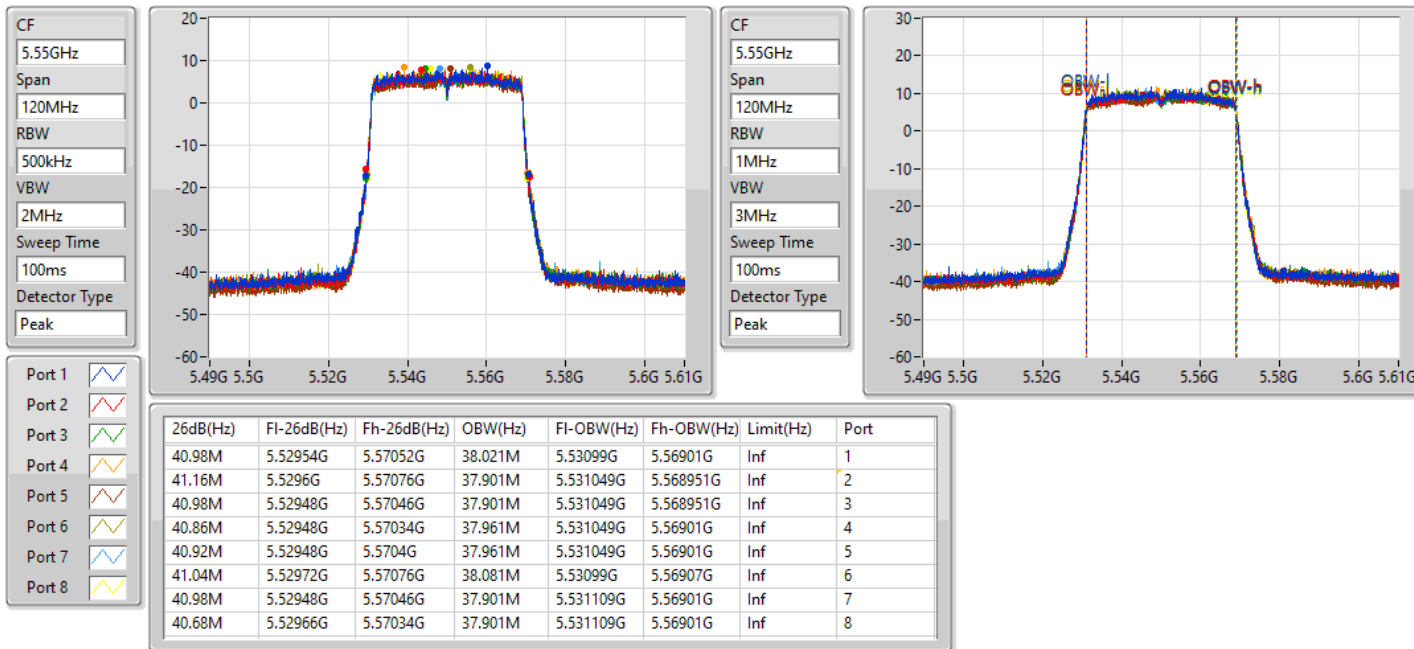 CF
5.55GHz
Span
120MHz
RBW
500kHz
VBW
2MHz
Sweep Time
100ms
Detector Type
Peak
20
10
0
-10
-20
-30
-40
-50
-60
5.49G 5.5G 5.52G 5.54G 5.56G 5.58G 5.6G 5.61G
CF
5.55GHz
Span
120MHz
RBW
1MHz
VBW
3MHz
Sweep Time
100ms
Detector Type
Peak
30
20
10
0
-10
-20
-30
-40
-50
-60
OBW-l
OBW-h
5.49G 5.5G 5.52G 5.54G 5.56G 5.58G 5.6G 5.61G
Port 1
Port 2
Port 3
Port 4
Port 5
Port 6
Port 7
Port 8
26dB(Hz) Fl-26dB(Hz) Fh-26dB(Hz) OBW(Hz) Fl-OBW(Hz) Fh-OBW(Hz) Limit(Hz) Port
40.98M 5.52954G 5.57052G 38.021M 5.53099G 5.56901G Inf 1
41.16M 5.5296G 5.57076G 37.901M 5.531049G 5.568951G Inf 2
40.98M 5.52948G 5.57046G 37.901M 5.531049G 5.568951G Inf 3
40.86M 5.52948G 5.57034G 37.961M 5.531049G 5.56901G Inf 4
40.92M 5.52948G 5.5704G 37.961M 5.531049G 5.56901G Inf 5
41.04M 5.52972G 5.57076G 38.081M 5.53099G 5.56907G Inf 6
40.98M 5.52948G 5.57046G 37.901M 5.531109G 5.56901G Inf 7
40.68M 5.52966G 5.57034G 37.901M 5.531109G 5.56901G Inf 8